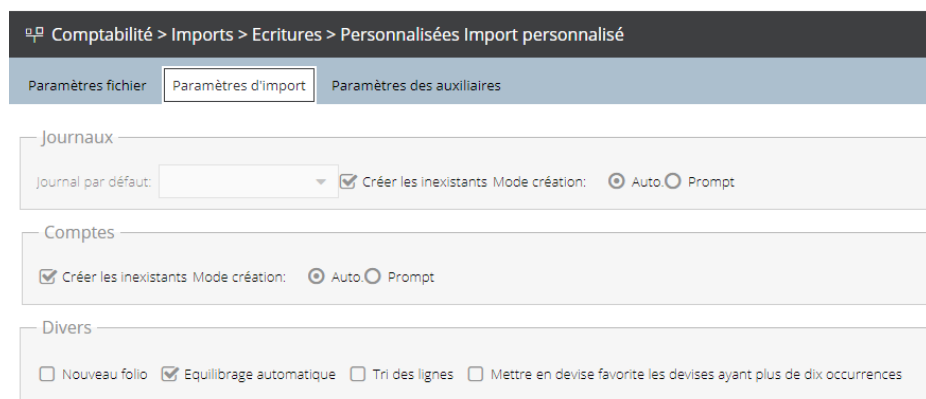 Comptabilité > Imports > Ecritures > Personnalisées Import personnalisé
Paramètres fichier Paramètres d'import Paramètres des auxiliaires
Journaux
Journal par défaut: Créer les inexistants Mode création: Auto. Prompt
Comptes
Créer les inexistants Mode création: Auto. Prompt
Divers
Nouveau folio Equilibrage automatique Tri des lignes Mettre en devise favorite les devises ayant plus de dix occurrences